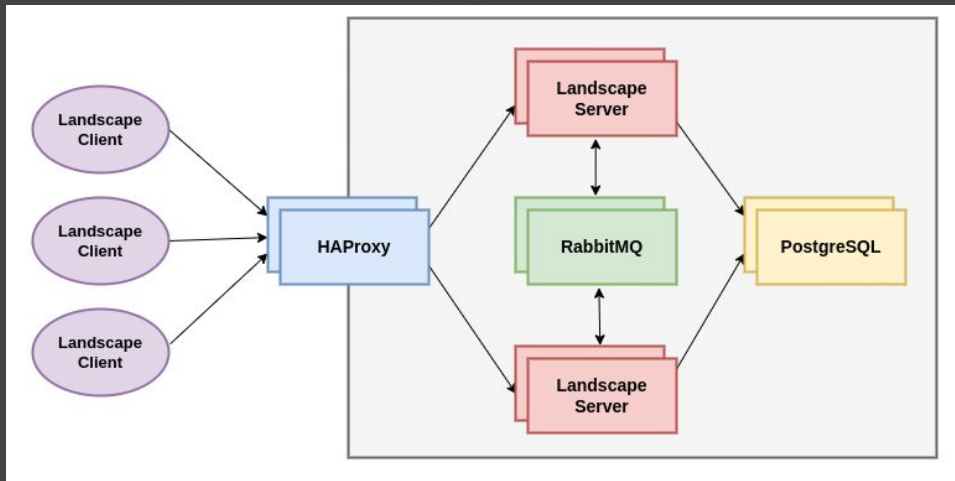 Landscape
Client
Landscape
Client
Landscape
Client
HAProxy
Landscape
Server
RabbitMQ
Landscape
Server
PostgreSQL